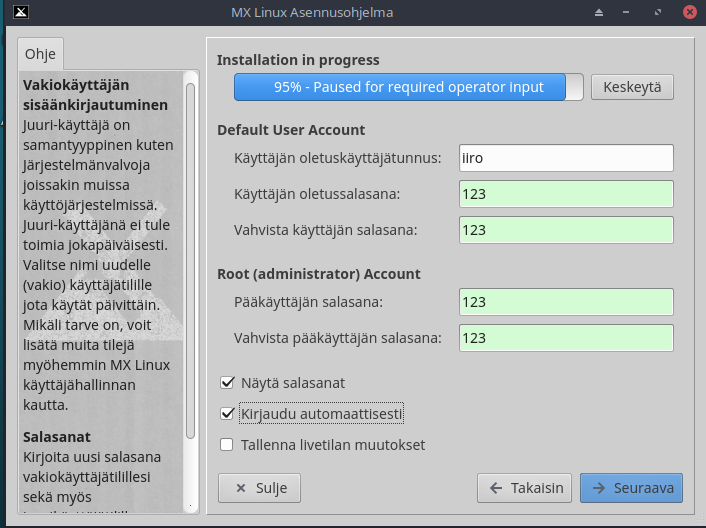 MX Linux Asennusohjelma
Ohje
Vakiokäyttäjän
sisäänkirjautuminen
Juuri-käyttäjä on
samantyyppinen kuten
Järjestelmänvalvoja
joissakin muissa
käyttöjärjestelmissä.
Juuri-käyttäjänä ei tule
toimia jokapäiväisesti.
Valitse nimi uudelle
(vakio) käyttäjätilille
jota käytät päivittäin.
Mikäli tarve on, voit
lisätä muita tilejä
myöhemmin MX Linux
käyttäjähallinnan
kautta.
Salasanat
Kirjoita uusi salasana
vakiokäyttäjätilillesi
sekä myös
Installation in progress
95% - Paused for required operator input
Keskeytä
Default User Account
Käyttäjän oletuskäyttäjätunnus: iiro
Käyttäjän oletussalasana: 123
Vahvista käyttäjän salasana: 123
Root (administrator) Account
Pääkäyttäjän salasana: 123
Vahvista pääkäyttäjän salasana: 123
Näytä salasanat
Kirjaudu automaattisesti
Tallenna livetilan muutokset
Sulje
Takaisin
Seuraava